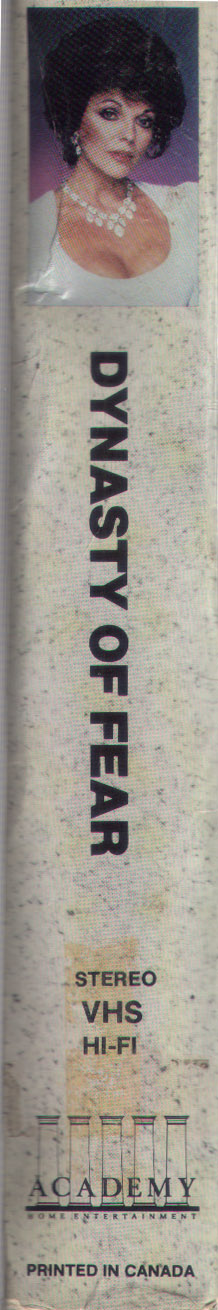 DYNASTY OF FEAR
STEREO
VHS
HI-FI
ACADEMY
HOME ENTERTAINMENT
PRINTED IN CANADA